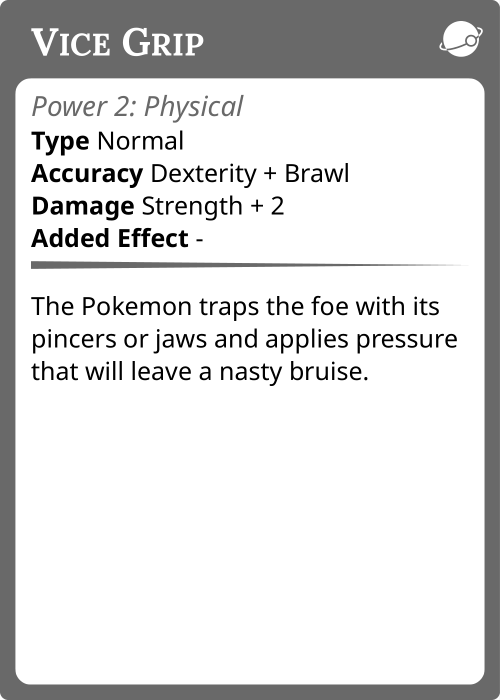 Vice Grip
Power 2: Physical
Type Normal
Accuracy Dexterity + Brawl
Damage Strength + 2
Added Effect -
The Pokemon traps the foe with its
pincers or jaws and applies pressure
that will leave a nasty bruise.